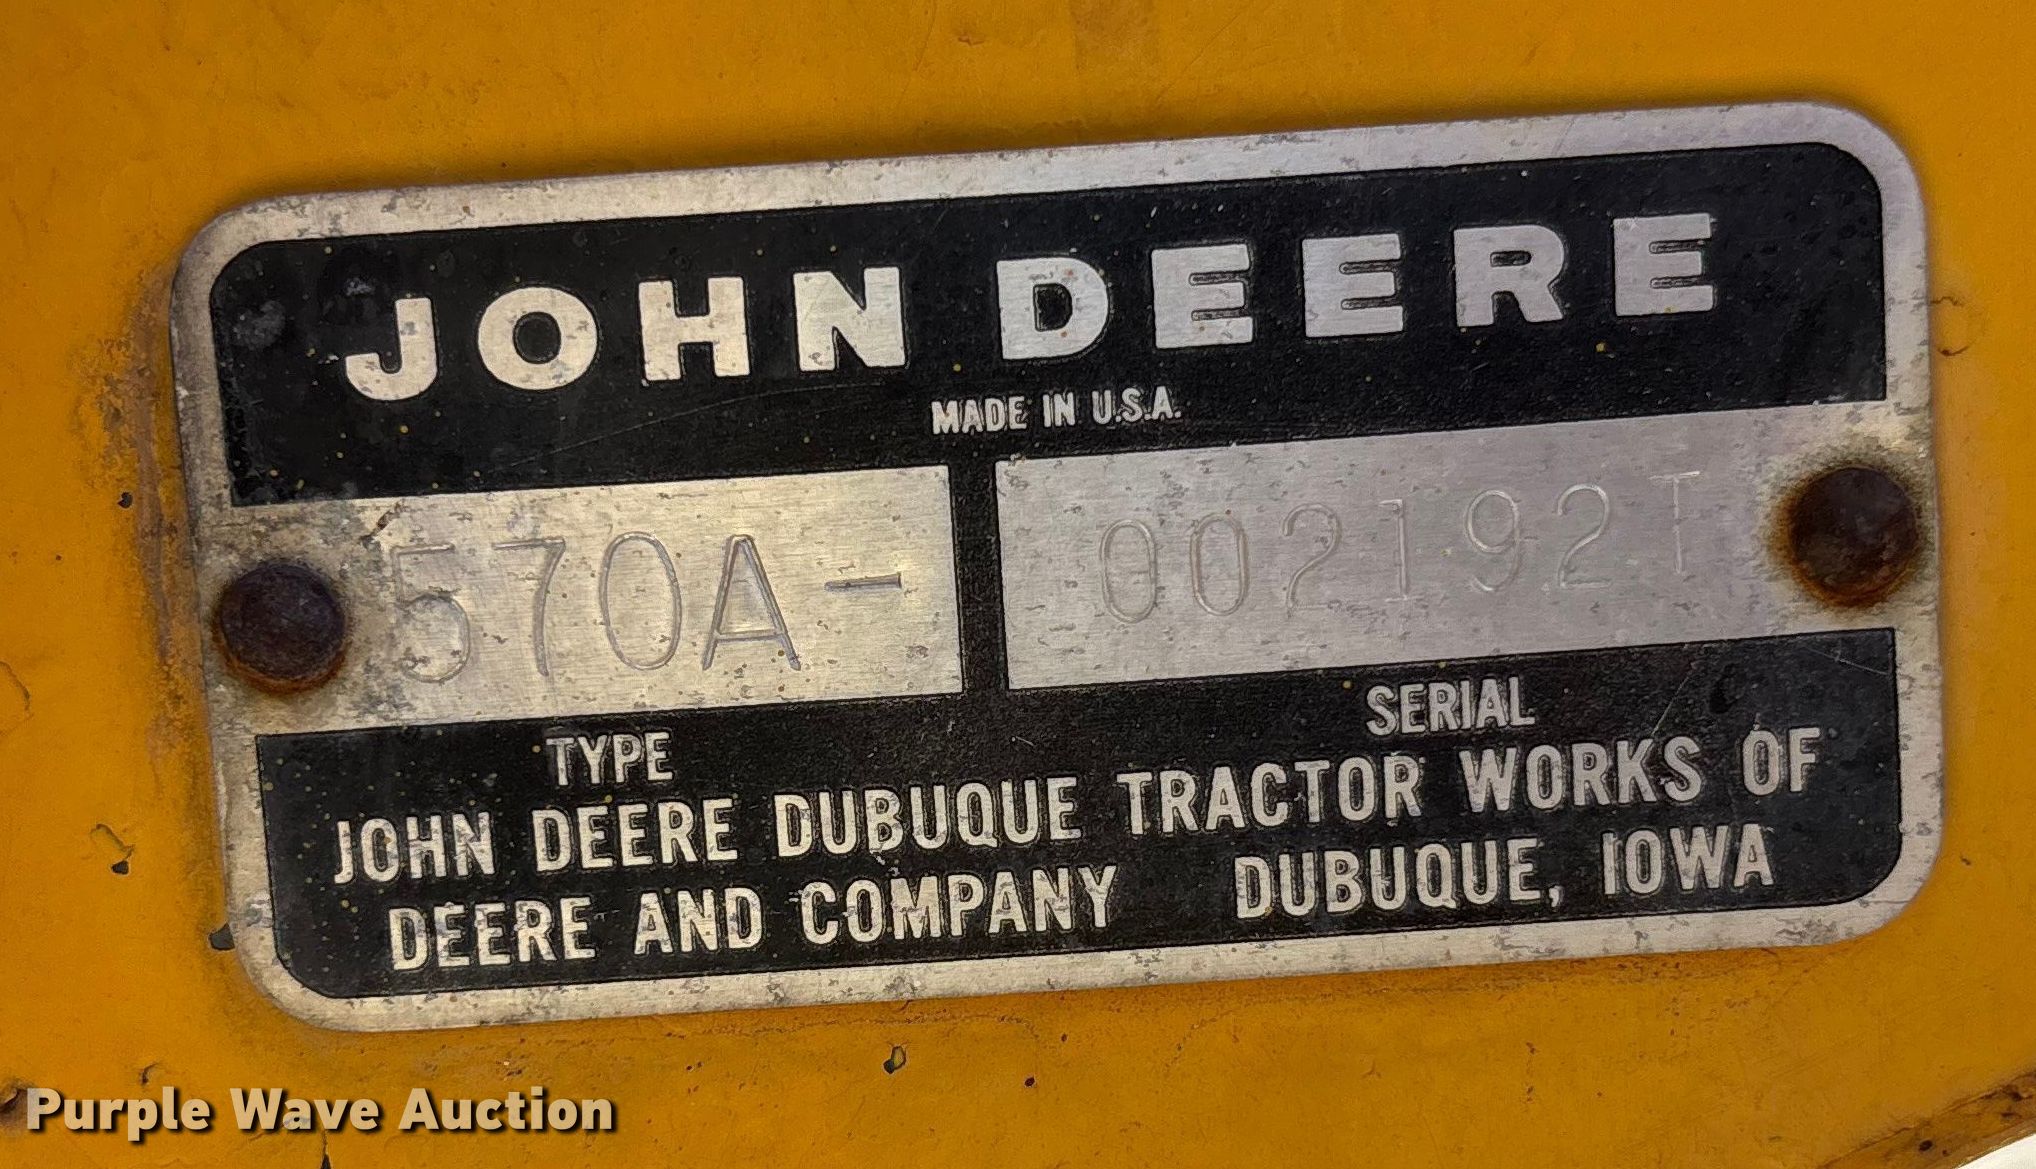 JOHN DEERE
MADE IN U.S.A.
570A- 002192T
TYPE SERIAL
JOHN DEERE DUBUQUE TRACTOR WORKS OF
DEERE AND COMPANY DUBUQUE, IOWA
Purple Wave Auction